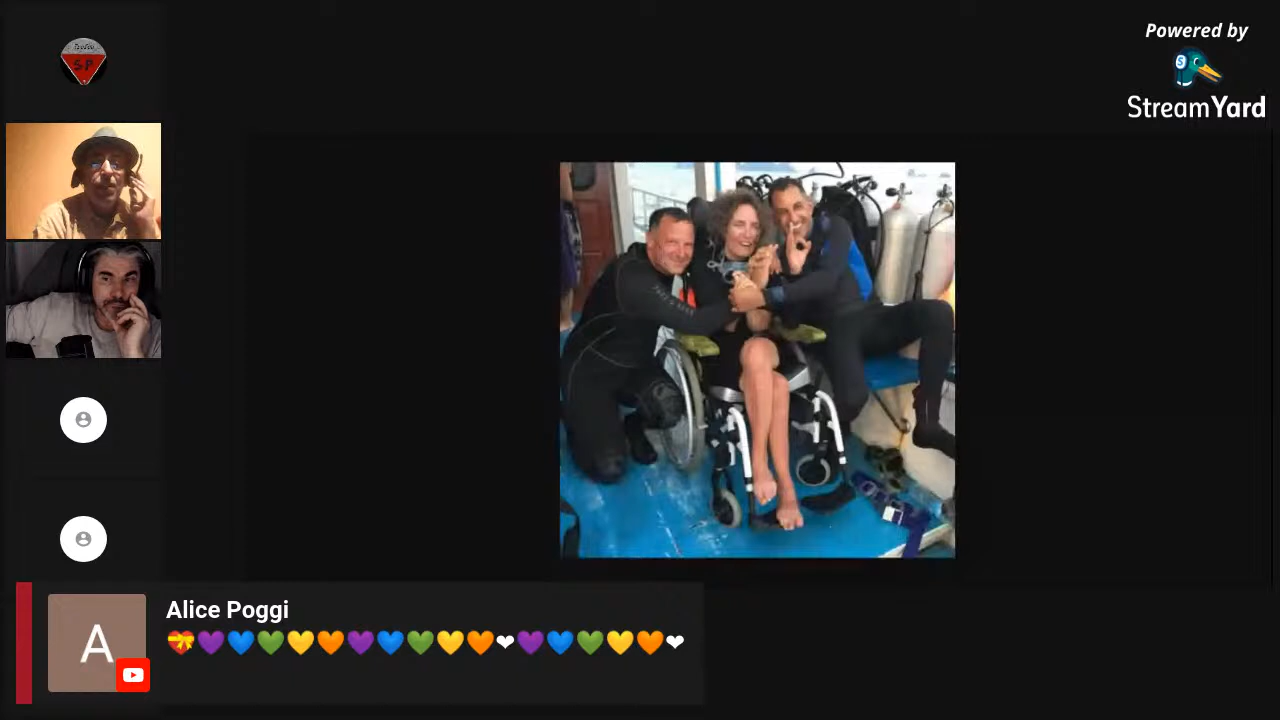 Powered by
StreamYard
SP
A
Alice Poggi
💝💜💙💚💛🧡💜💙💚💛🧡❤💜💙💚💛🧡❤